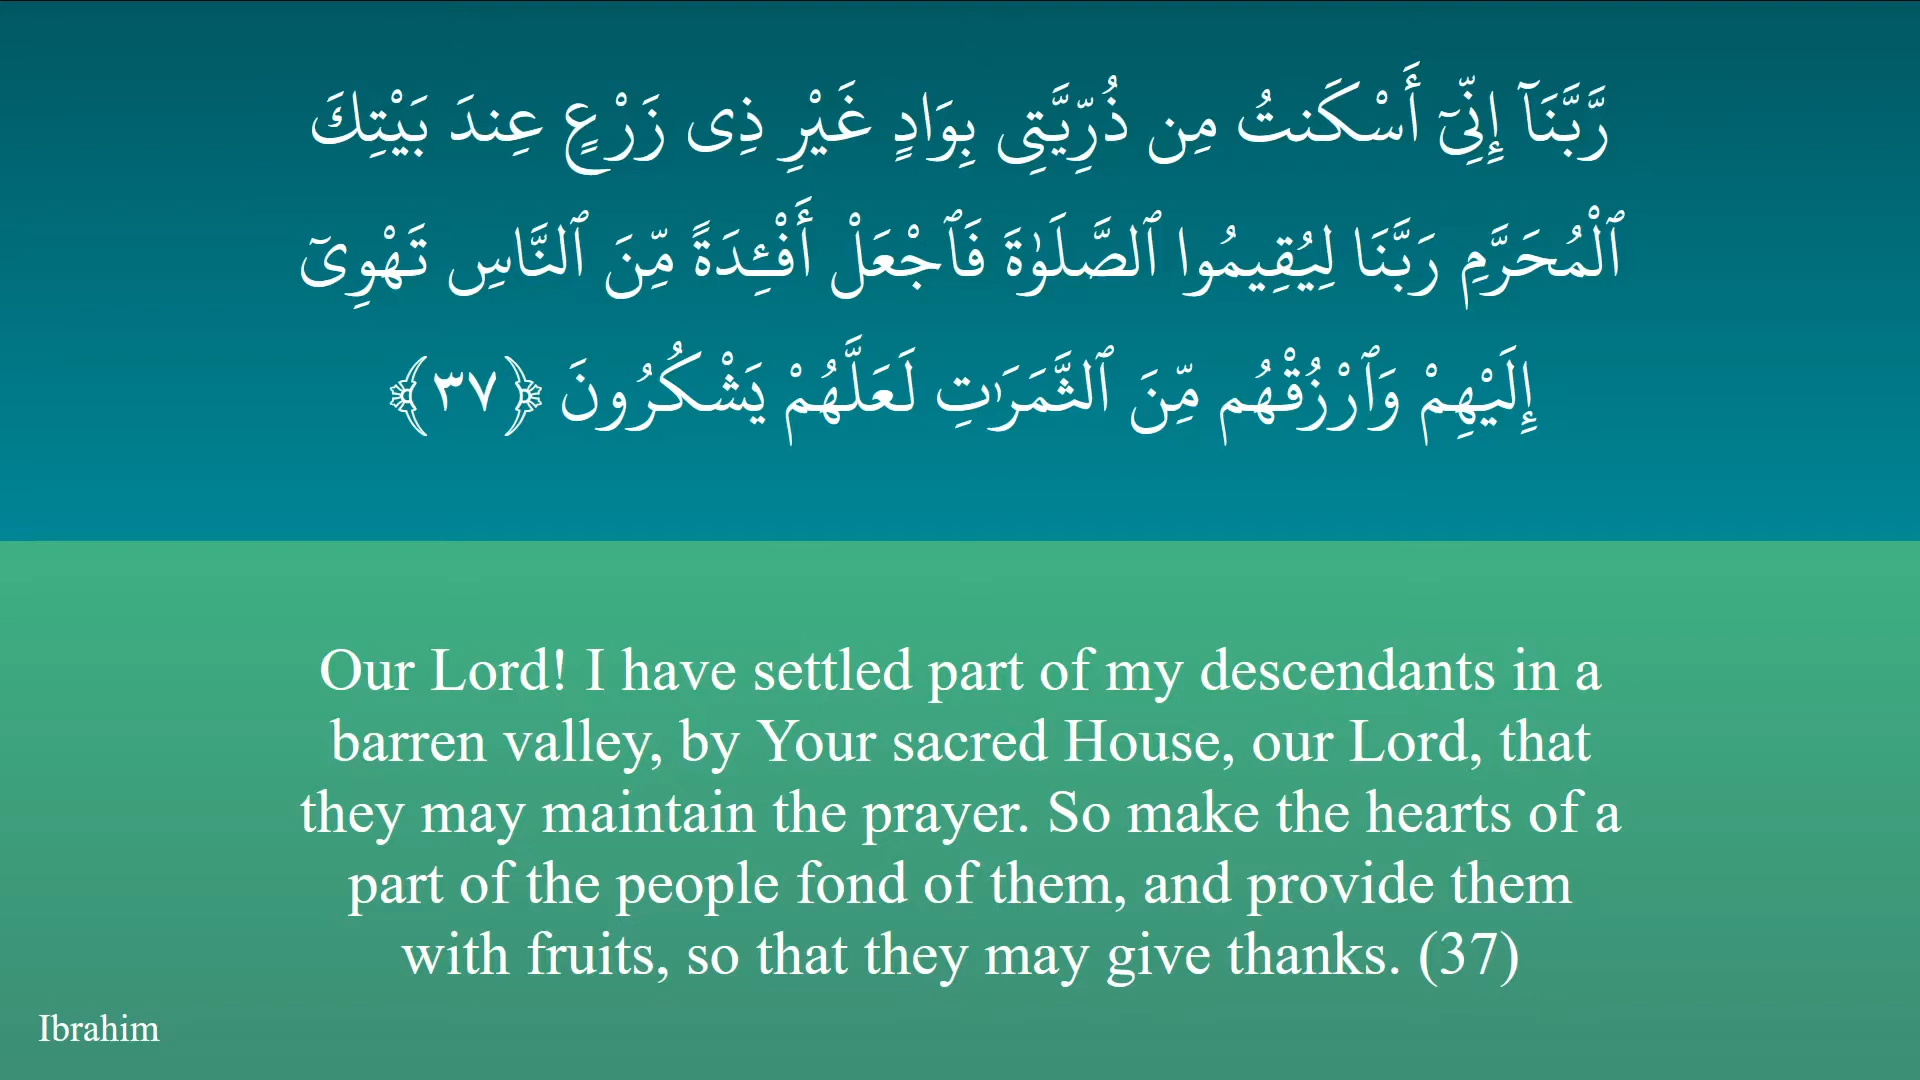 رَّبَّنَآ إِنِّىٓ أَسْكَنتُ مِن ذُرِّيَّتِى بِوَادٍ غَيْرِ ذِى زَرْعٍ عِندَ بَيْتِكَ
ٱلْمُحَرَّمِ رَبَّنَا لِيُقِيمُوا ٱلصَّلَوٰةَ فَٱجْعَلْ أَفْـِٔدَةً مِّنَ ٱلنَّاسِ تَهْوِىٓ
إِلَيْهِمْ وَٱرْزُقْهُم مِّنَ ٱلثَّمَرَٰتِ لَعَلَّهُمْ يَشْكُرُونَ ﴿٣٧﴾
Our Lord! I have settled part of my descendants in a
barren valley, by Your sacred House, our Lord, that
they may maintain the prayer. So make the hearts of a
part of the people fond of them, and provide them
with fruits, so that they may give thanks. (37)
Ibrahim